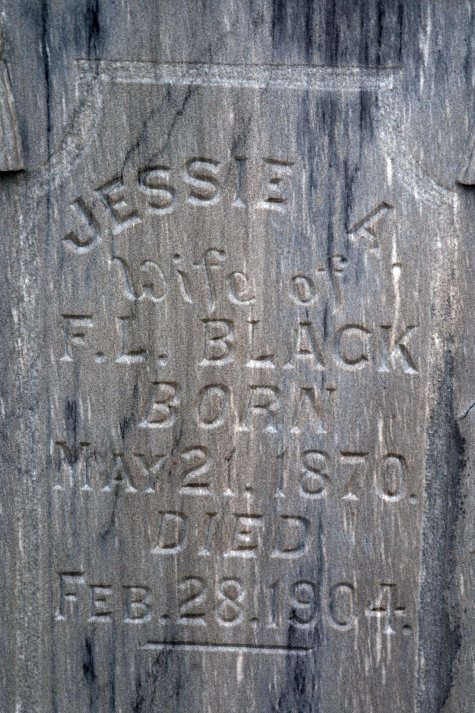 JESSIE A.
Wife of
F. L. BLACK
BORN
MAY 21, 1870.
DIED
FEB. 28, 1904.